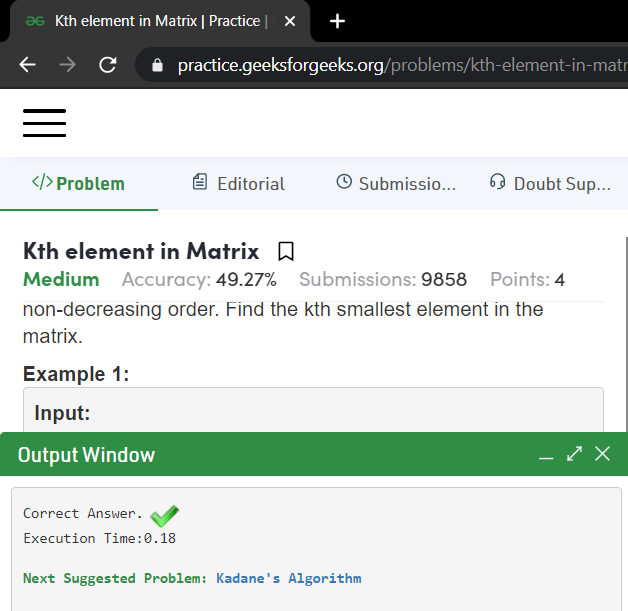 Kth element in Matrix | Practice |
practice.geeksforgeeks.org/problems/kth-element-in-matr
</> Problem Editorial Submissio... Doubt Sup...
Kth element in Matrix
Medium Accuracy: 49.27% Submissions: 9858 Points: 4
non-decreasing order. Find the kth smallest element in the
matrix.
Example 1:
Input:
Output Window
Correct Answer.
Execution Time:0.18
Next Suggested Problem: Kadane's Algorithm